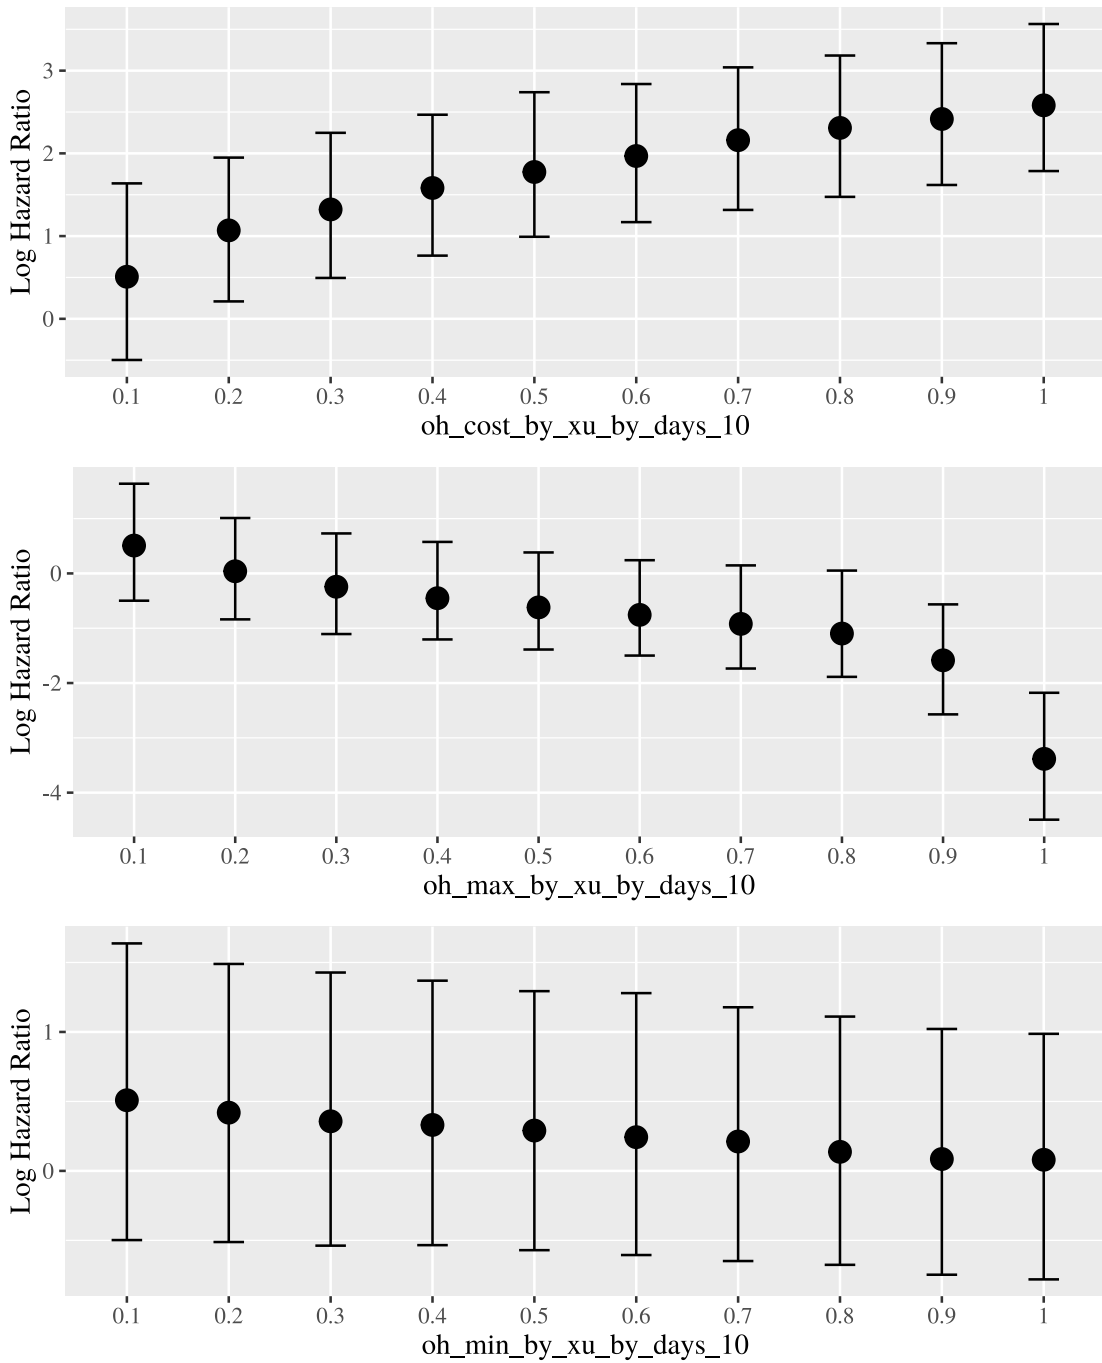 Log Hazard Ratio
3
2
1
0
0.1 0.2 0.3 0.4 0.5 0.6 0.7 0.8 0.9 1
oh_cost_by_xu_by_days_10
Log Hazard Ratio
0
-2
-4
0.1 0.2 0.3 0.4 0.5 0.6 0.7 0.8 0.9 1
oh_max_by_xu_by_days_10
Log Hazard Ratio
1
0
0.1 0.2 0.3 0.4 0.5 0.6 0.7 0.8 0.9 1
oh_min_by_xu_by_days_10